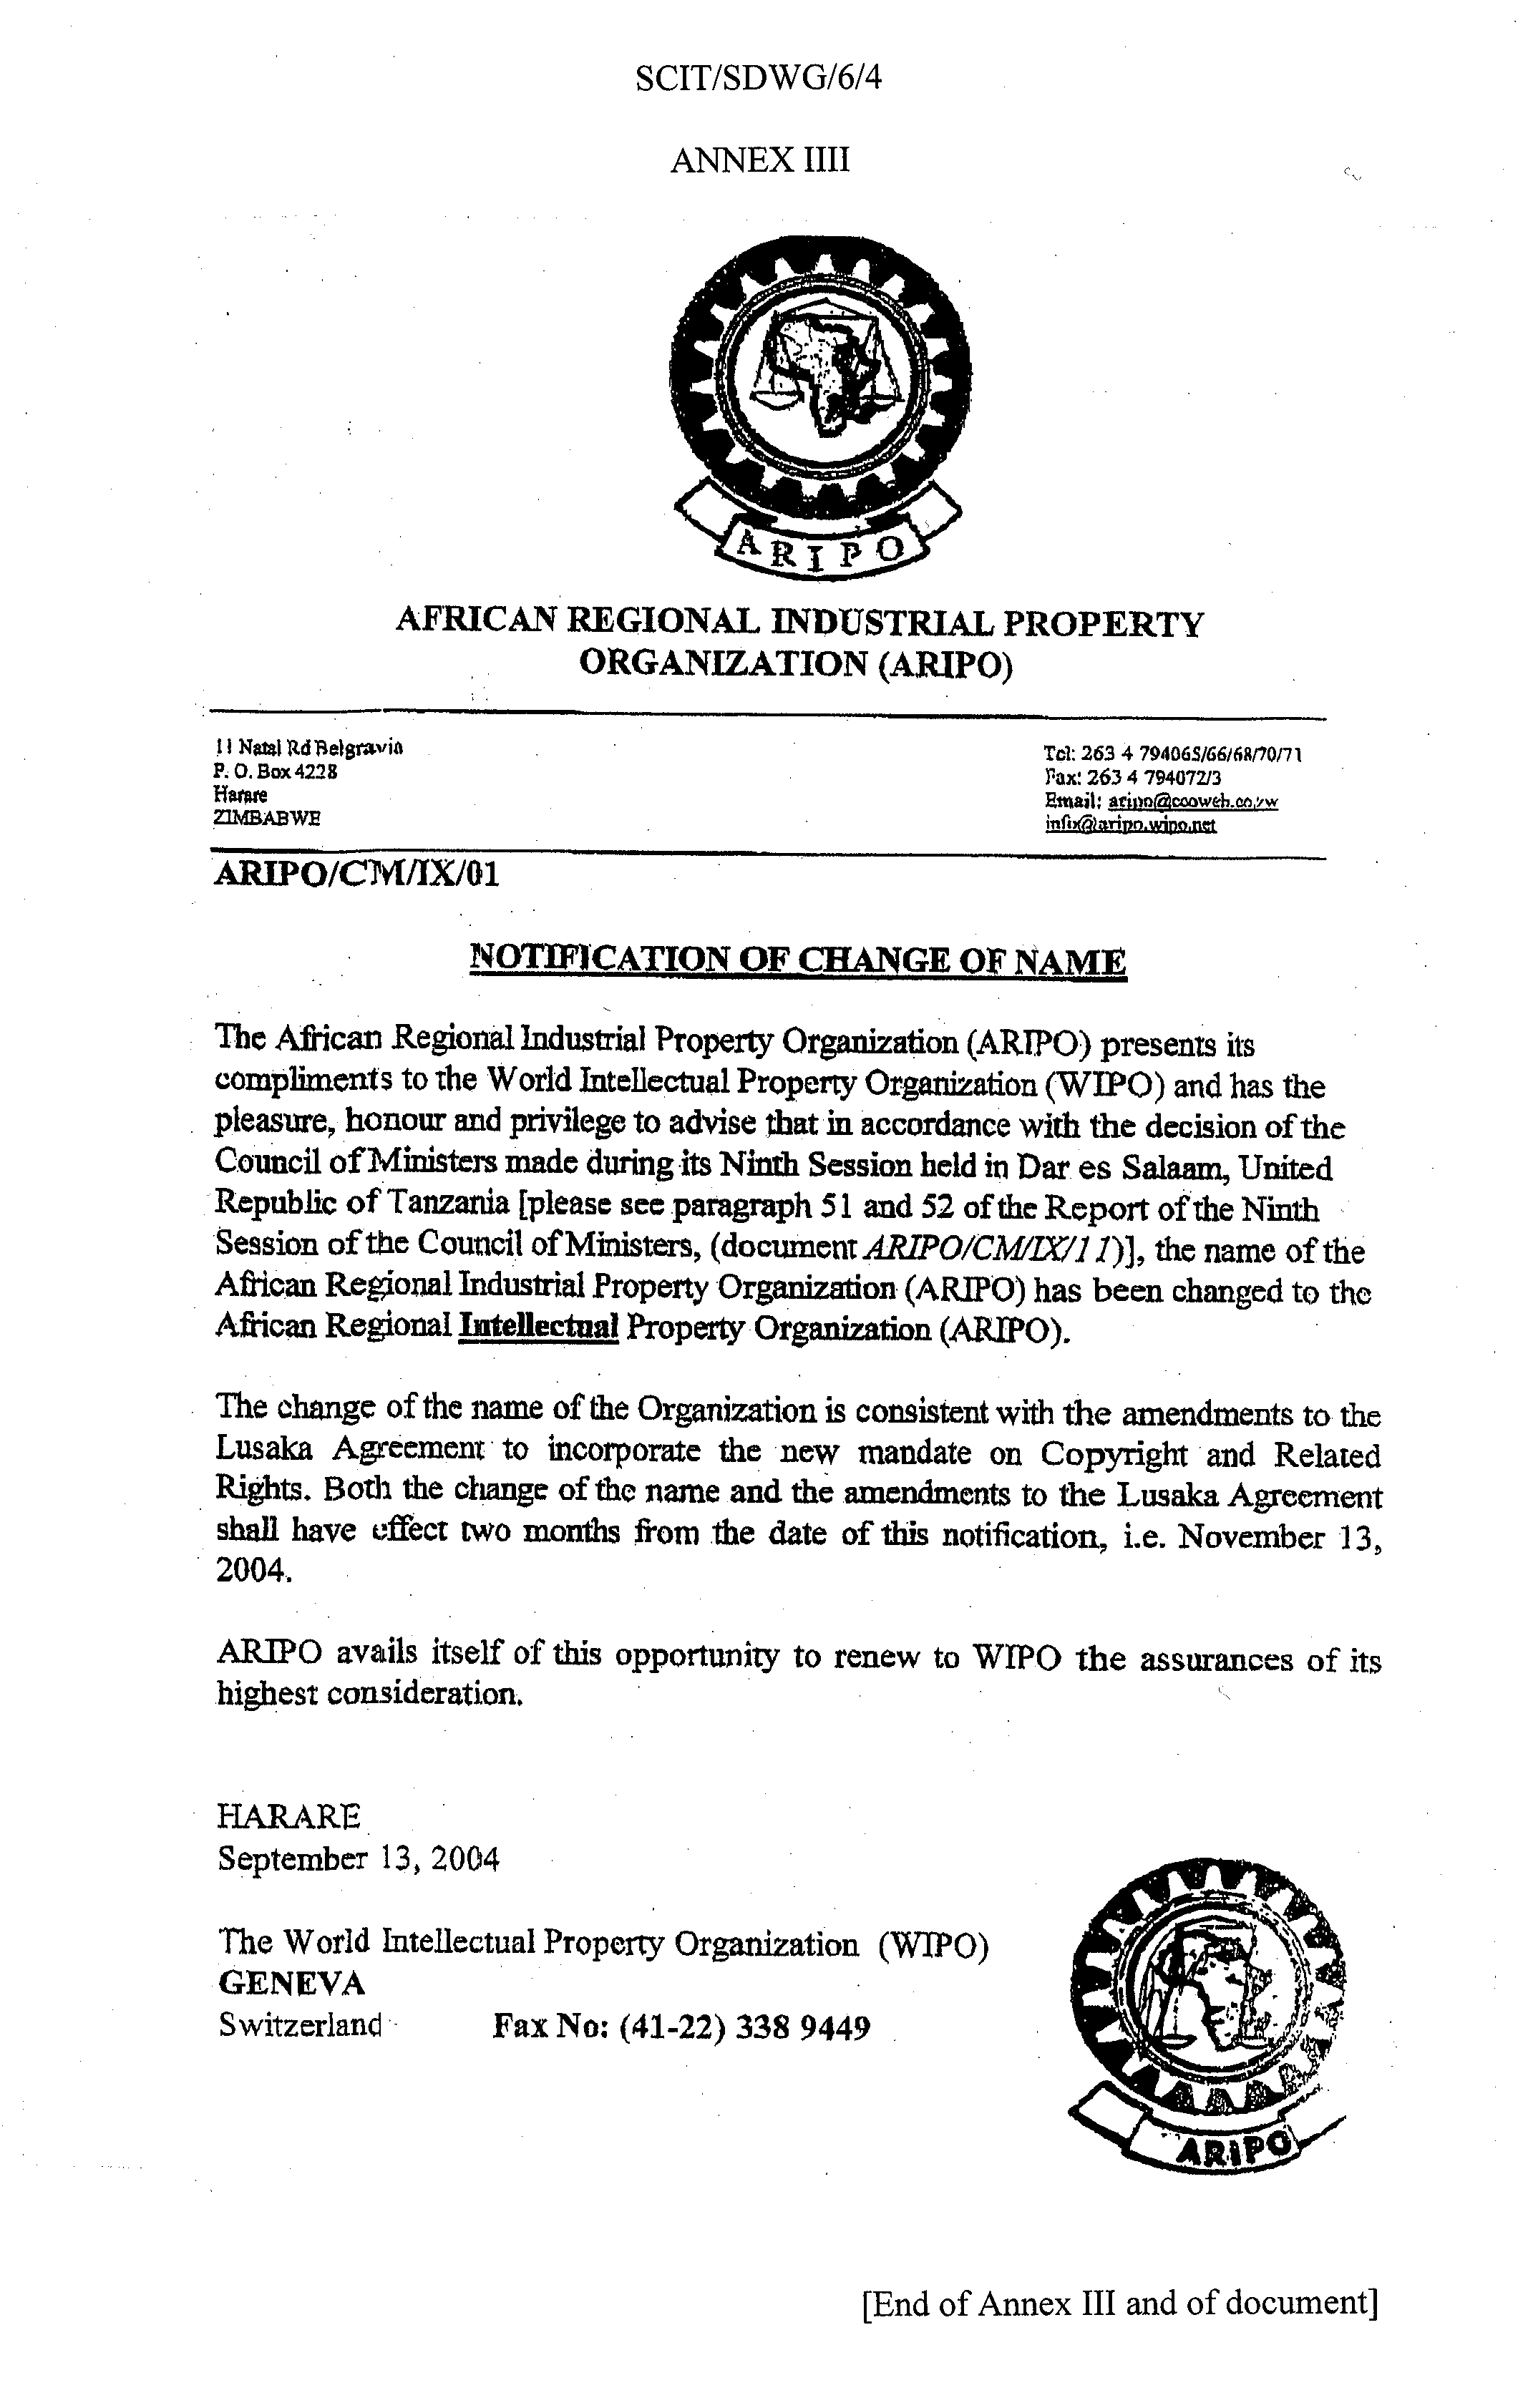 SCIT/SDWG/6/4
ANNEX IIII
ARIPO
AFRICAN REGIONAL INDUSTRIAL PROPERTY
ORGANIZATION (ARIPO)
11 Natal Rd Belgravia
P. O. Box 4228
Harare
ZIMBABWE
Tel: 263 4 794065/66/68/70/71
Fax: 263 4 794072/3
Email:
ARIPO/CM/IX/01
NOTIFICATION OF CHANGE OF NAME
The African Regional Industrial Property Organization (ARIPO) presents its
compliments to the World Intellectual Property Organization (WIPO) and has the
pleasure, honour and privilege to advise that in accordance with the decision of the
Council of Ministers made during its Ninth Session held in Dar es Salaam, United
Republic of Tanzania [please see paragraph 51 and 52 of the Report of the Ninth
Session of the Council of Ministers, (document ARIPO/CM/IX/11)], the name of the
African Regional Industrial Property Organization (ARIPO) has been changed to the
African Regional Intellectual Property Organization (ARIPO).
The change of the name of the Organization is consistent with the amendments to the
Lusaka Agreement to incorporate the new mandate on Copyright and Related
Rights. Both the change of the name and the amendments to the Lusaka Agreement
shall have effect two months from the date of this notification, i.e. November 13,
2004.
ARIPO avails itself of this opportunity to renew to WIPO the assurances of its
highest consideration.
HARARE
September 13, 2004
The World Intellectual Property Organization (WIPO)
GENEVA
Switzerland Fax No: (41-22) 338 9449
ARIPO
[End of Annex III and of document]